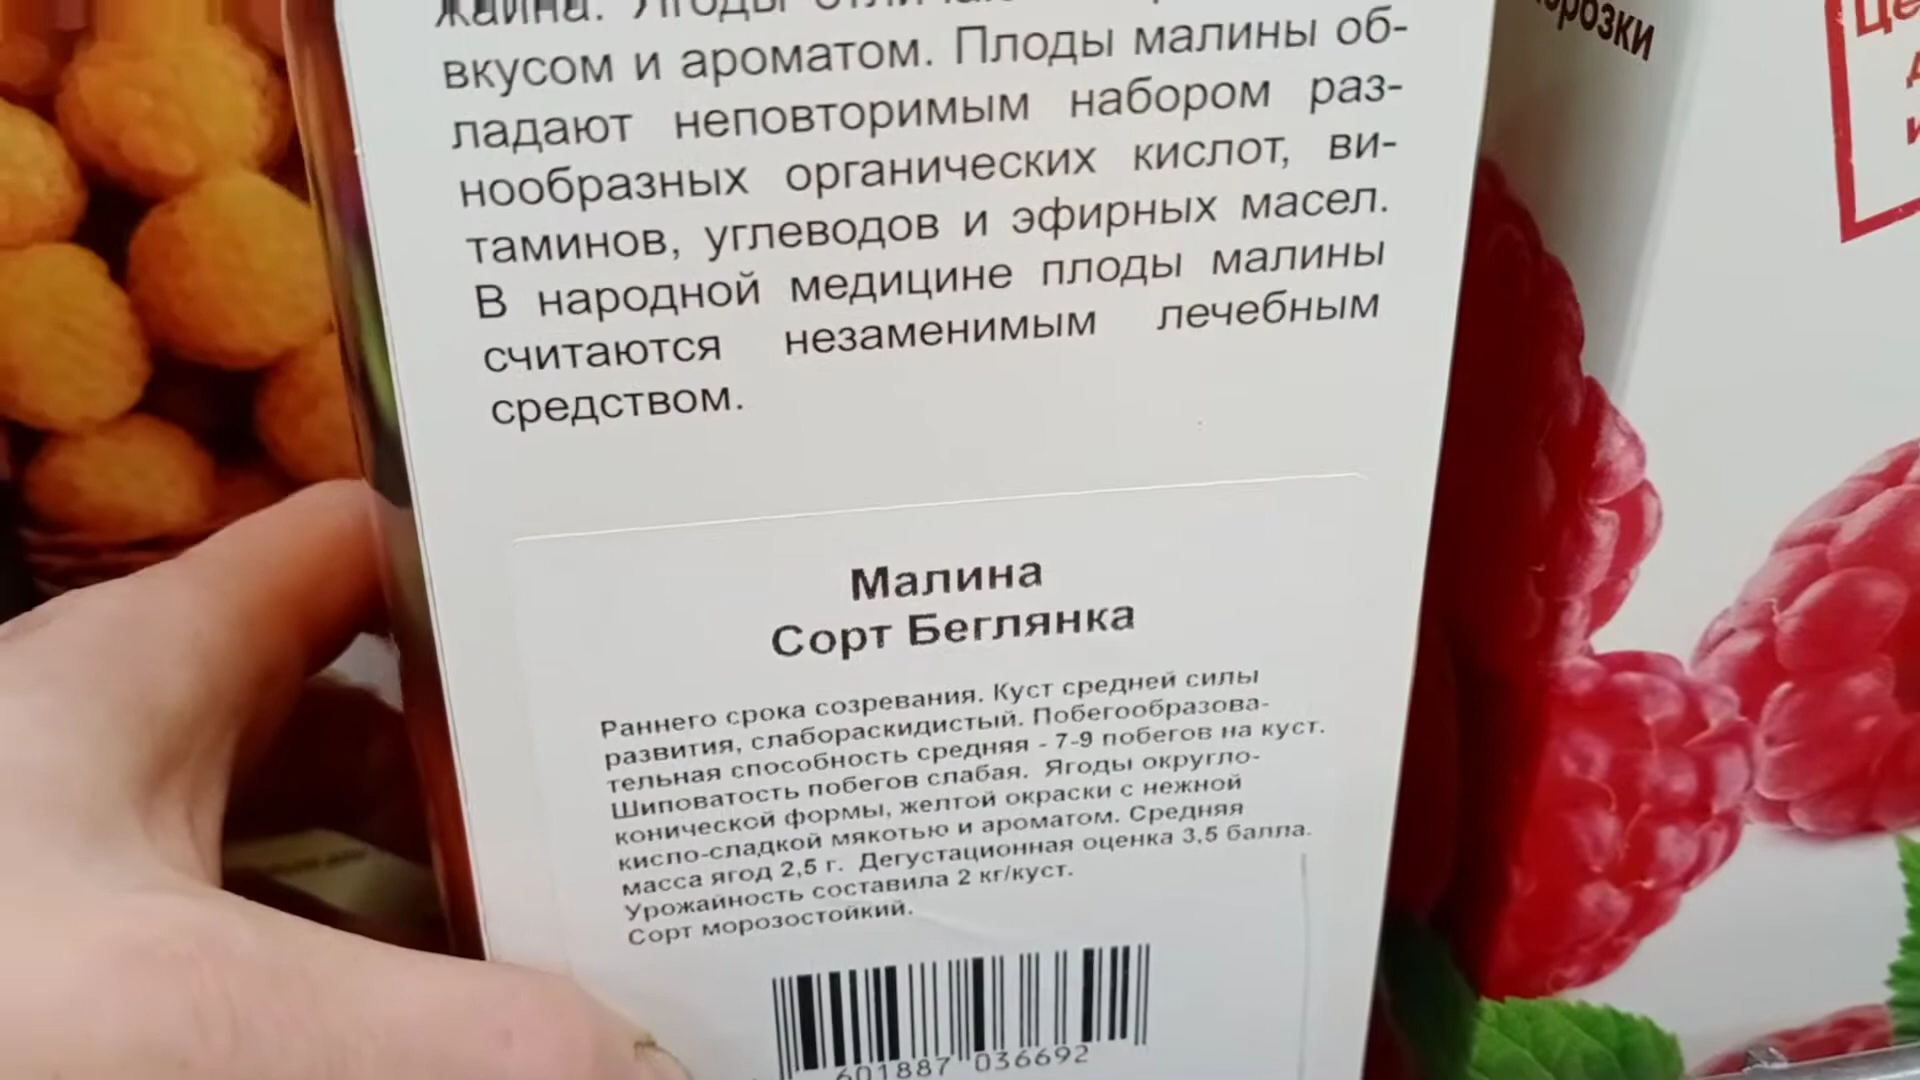 вкусом и ароматом. Плоды малины об-
ладают неповторимым набором раз-
нообразных органических кислот, ви-
таминов, углеводов и эфирных масел.
В народной медицине плоды малины
считаются незаменимым лечебным
средством.
Малина
Сорт Беглянка
Раннего срока созревания. Куст средней силы
развития, слабораскидистый. Побегообразова-
тельная способность средняя - 7-9 побегов на куст.
Шиповатость побегов слабая. Ягоды округло-
конической формы, желтой окраски с нежной
кисло-сладкой мякотью и ароматом. Средняя
масса ягод 2,5 г. Дегустационная оценка 3,5 балла.
Урожайность составила 2 кг/куст.
Сорт морозостойкий.
601887 036692